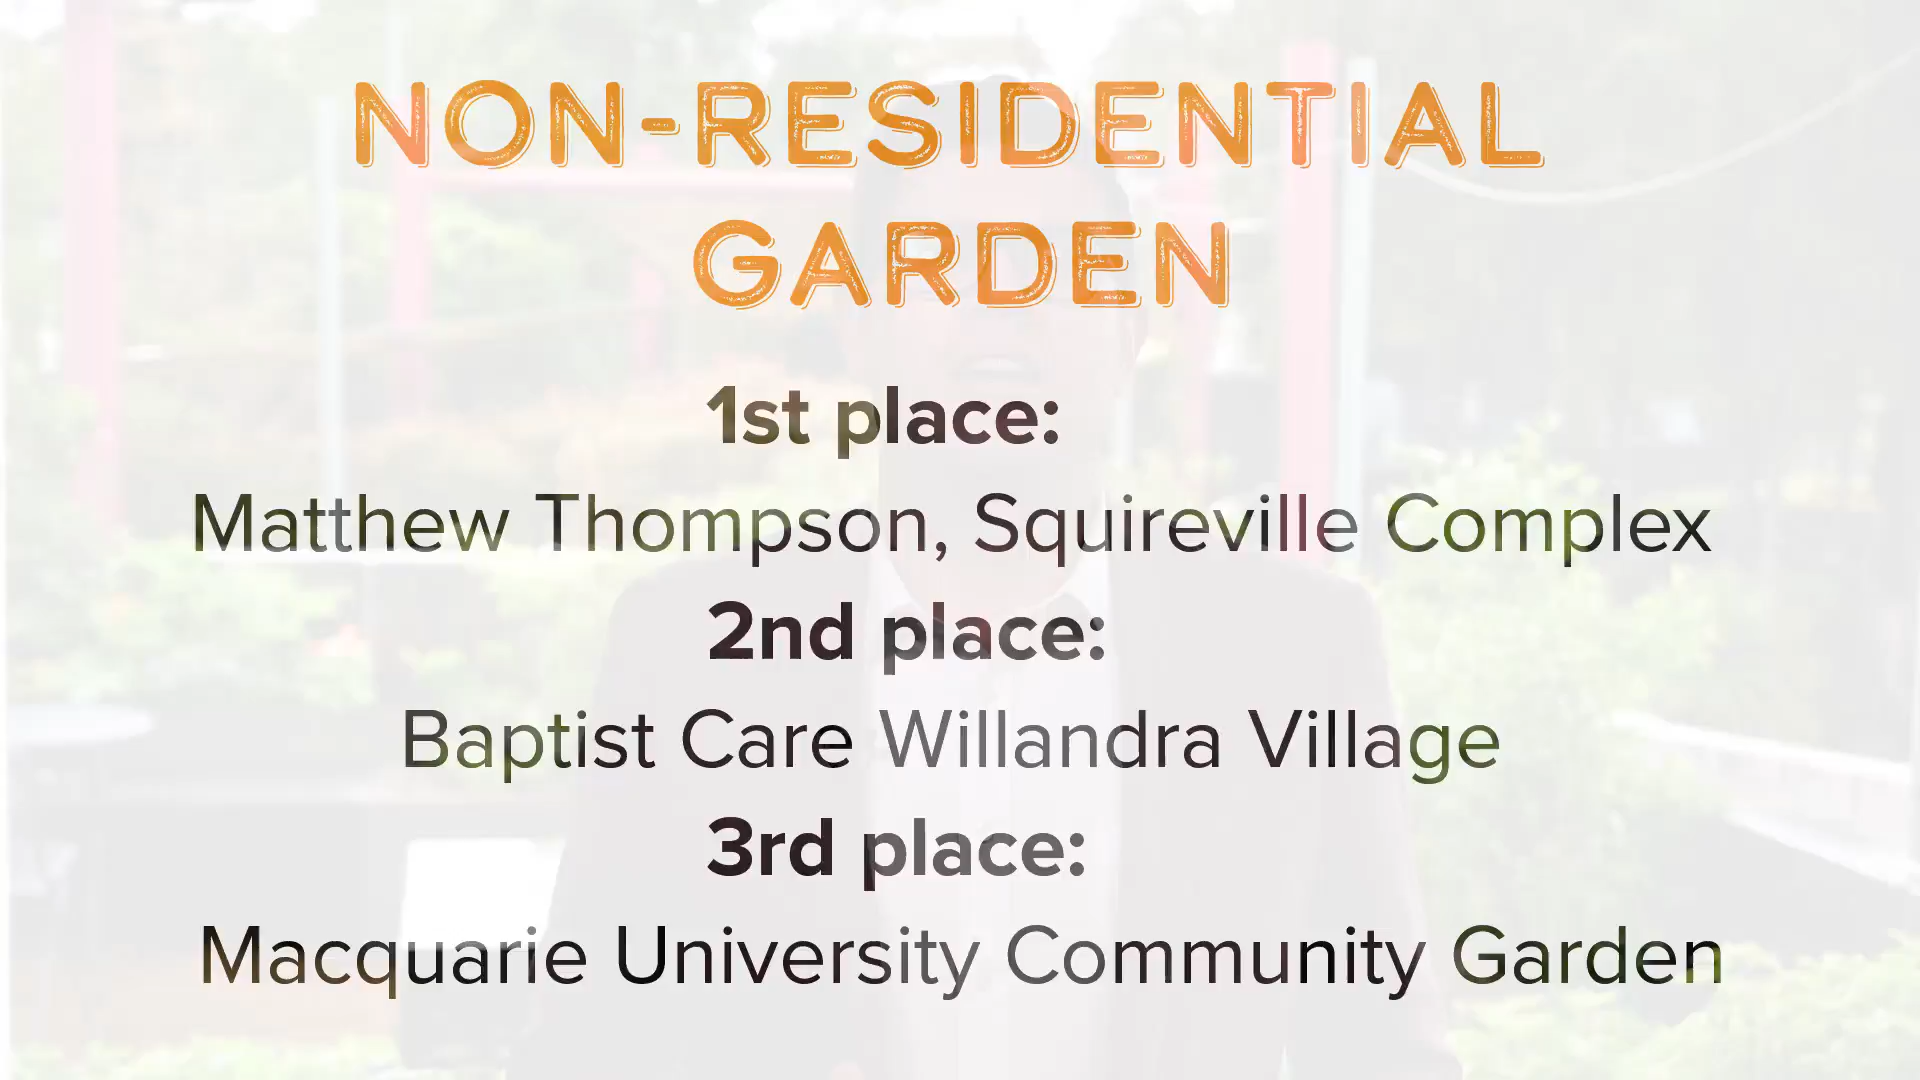 NON-RESIDENTIAL
GARDEN
1st place:
Matthew Thompson, Squireville Complex
2nd place:
Baptist Care Willandra Village
3rd place:
Macquarie University Community Garden